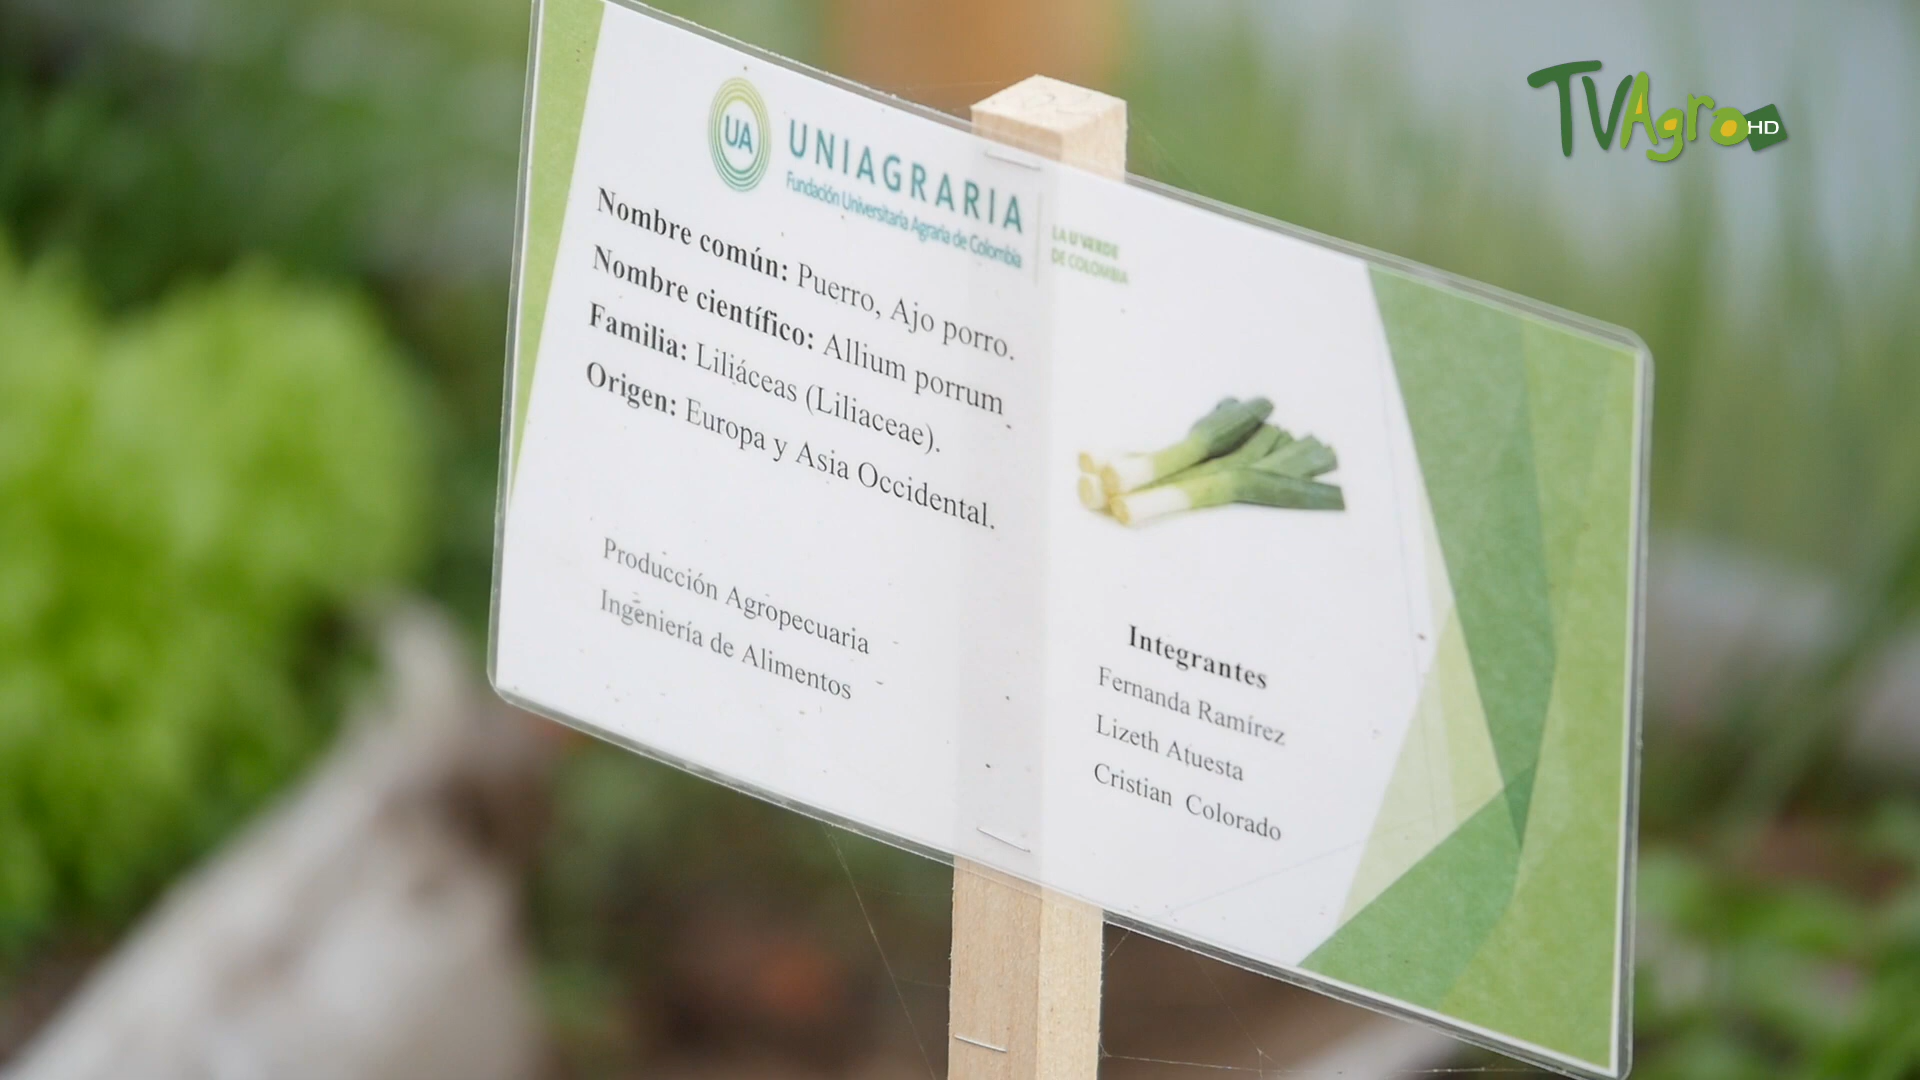 TVAgro HD
UA
UNIAGRARIA
Fundación Universitaria Agraria de Colombia
LA U VERDE
DE COLOMBIA
Nombre común: Puerro, Ajo porro.
Nombre científico: Allium porrum
Familia: Liliáceas (Liliaceae).
Origen: Europa y Asia Occidental.
Producción Agropecuaria
Ingeniería de Alimentos
Integrantes
Fernanda Ramírez
Lizeth Atuesta
Cristian Colorado